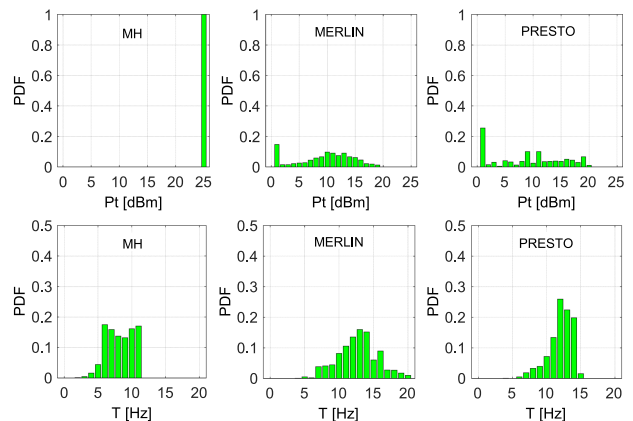 1 1 1
MH MERLIN PRESTO
0.8 0.8 0.8
0.6 0.6 0.6
PDF PDF PDF
0.4 0.4 0.4
0.2 0.2 0.2
0 0 0
0 5 10 15 20 25 0 5 10 15 20 25 0 5 10 15 20 25
Pt [dBm] Pt [dBm] Pt [dBm]
0.5 0.5 0.5
MH MERLIN PRESTO
0.4 0.4 0.4
0.3 0.3 0.3
PDF PDF PDF
0.2 0.2 0.2
0.1 0.1 0.1
0 0 0
0 5 10 15 20 0 5 10 15 20 0 5 10 15 20
T [Hz] T [Hz] T [Hz]